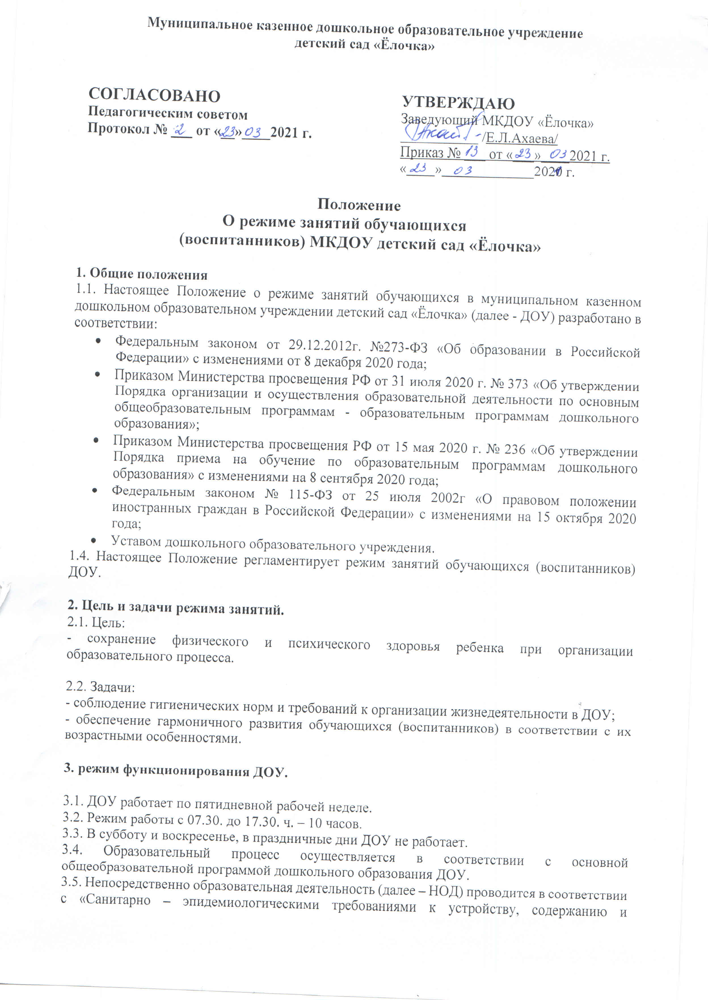 Муниципальное казенное дошкольное образовательное учреждение
детский сад «Ёлочка»
СОГЛАСОВАНО
Педагогическим советом
Протокол № 2 от «23» 03 2021 г.
УТВЕРЖДАЮ
Заведующий МКДОУ «Ёлочка»
/Е.Л.Ахаева/
Приказ № 13 от «23» 03 2021 г.
«23» 03 2021 г.
Положение
О режиме занятий обучающихся
(воспитанников) МКДОУ детский сад «Ёлочка»
1. Общие положения
1.1. Настоящее Положение о режиме занятий обучающихся в муниципальном казенном
дошкольном образовательном учреждении детский сад «Ёлочка» (далее - ДОУ) разработано в
соответствии:
• Федеральным законом от 29.12.2012г. №273-ФЗ «Об образовании в Российской
Федерации» с изменениями от 8 декабря 2020 года;
• Приказом Министерства просвещения РФ от 31 июля 2020 г. № 373 «Об утверждении
Порядка организации и осуществления образовательной деятельности по основным
общеобразовательным программам - образовательным программам дошкольного
образования»;
• Приказом Министерства просвещения РФ от 15 мая 2020 г. № 236 «Об утверждении
Порядка приема на обучение по образовательным программам дошкольного
образования» с изменениями на 8 сентября 2020 года;
• Федеральным законом № 115-ФЗ от 25 июля 2002г «О правовом положении
иностранных граждан в Российской Федерации» с изменениями на 15 октября 2020
года;
• Уставом дошкольного образовательного учреждения.
1.4. Настоящее Положение регламентирует режим занятий обучающихся (воспитанников)
ДОУ.
2. Цель и задачи режима занятий.
2.1. Цель:
- сохранение физического и психического здоровья ребенка при организации
образовательного процесса.
2.2. Задачи:
- соблюдение гигиенических норм и требований к организации жизнедеятельности в ДОУ;
- обеспечение гармоничного развития обучающихся (воспитанников) в соответствии с их
возрастными особенностями.
3. режим функционирования ДОУ.
3.1. ДОУ работает по пятидневной рабочей неделе.
3.2. Режим работы с 07.30. до 17.30. ч. – 10 часов.
3.3. В субботу и воскресенье, в праздничные дни ДОУ не работает.
3.4. Образовательный процесс осуществляется в соответствии с основной
общеобразовательной программой дошкольного образования ДОУ.
3.5. Непосредственно образовательная деятельность (далее – НОД) проводится в соответствии
с «Санитарно – эпидемиологическими требованиями к устройству, содержанию и